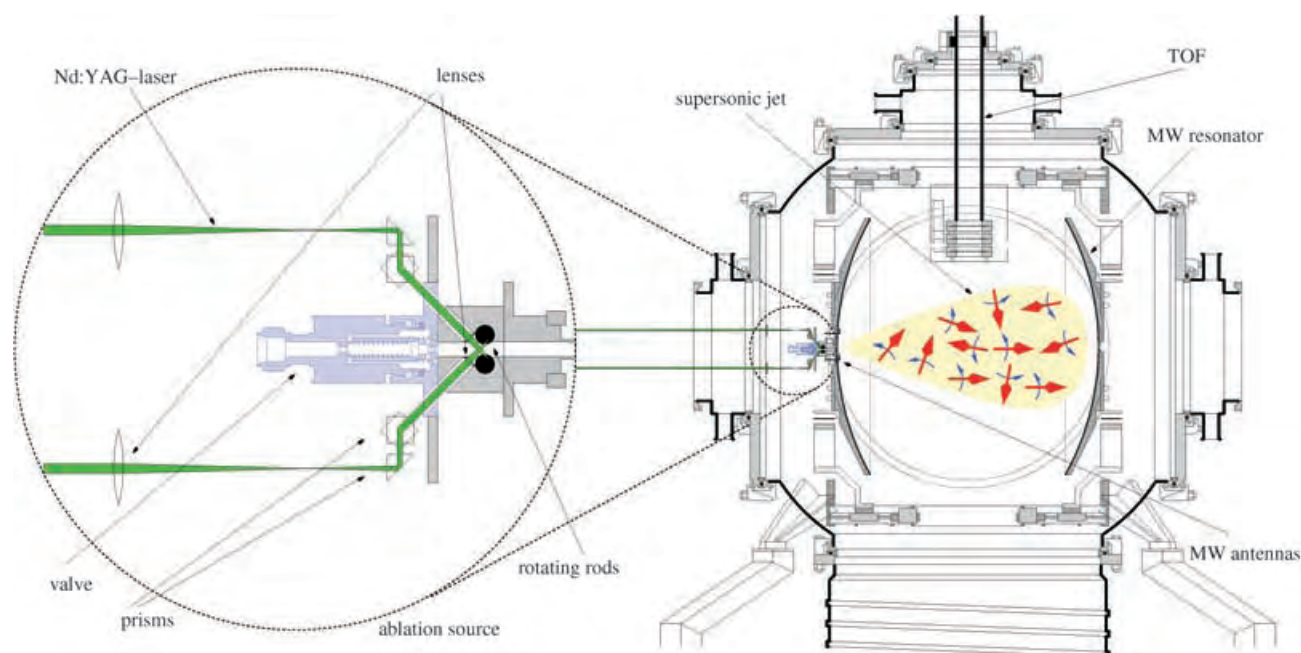 Nd:YAG–laser
lenses
supersonic jet
TOF
MW resonator
valve
prisms
ablation source
rotating rods
MW antennas